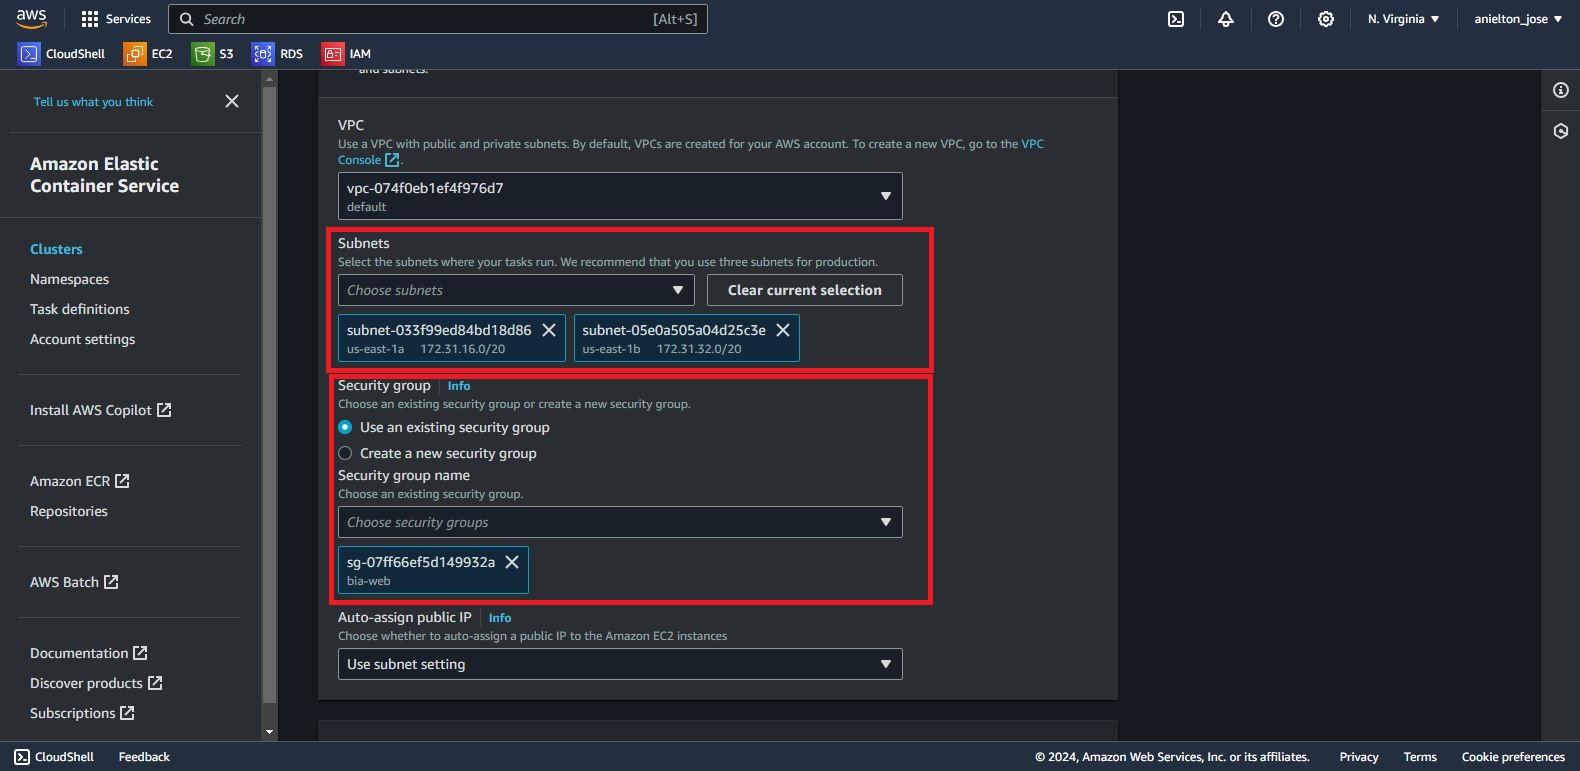 aws
Services
Search
[Alt+S]
N. Virginia
anielton_jose
CloudShell
EC2
S3
RDS
IAM
Tell us what you think
Amazon Elastic
Container Service
Clusters
Namespaces
Task definitions
Account settings
Install AWS Copilot
Amazon ECR
Repositories
AWS Batch
Documentation
Discover products
Subscriptions
and subnets.
VPC
Use a VPC with public and private subnets. By default, VPCs are created for your AWS account. To create a new VPC, go to the VPC
Console.
vpc-074f0eb1ef4f976d7
default
Subnets
Select the subnets where your tasks run. We recommend that you use three subnets for production.
Choose subnets
Clear current selection
subnet-033f99ed84bd18d86
us-east-1a 172.31.16.0/20
subnet-05e0a505a04d25c3e
us-east-1b 172.31.32.0/20
Security group Info
Choose an existing security group or create a new security group.
Use an existing security group
Create a new security group
Security group name
Choose an existing security group.
Choose security groups
sg-07ff66ef5d149932a
bia-web
Auto-assign public IP Info
Choose whether to auto-assign a public IP to the Amazon EC2 instances
Use subnet setting
CloudShell
Feedback
© 2024, Amazon Web Services, Inc. or its affiliates.
Privacy
Terms
Cookie preferences